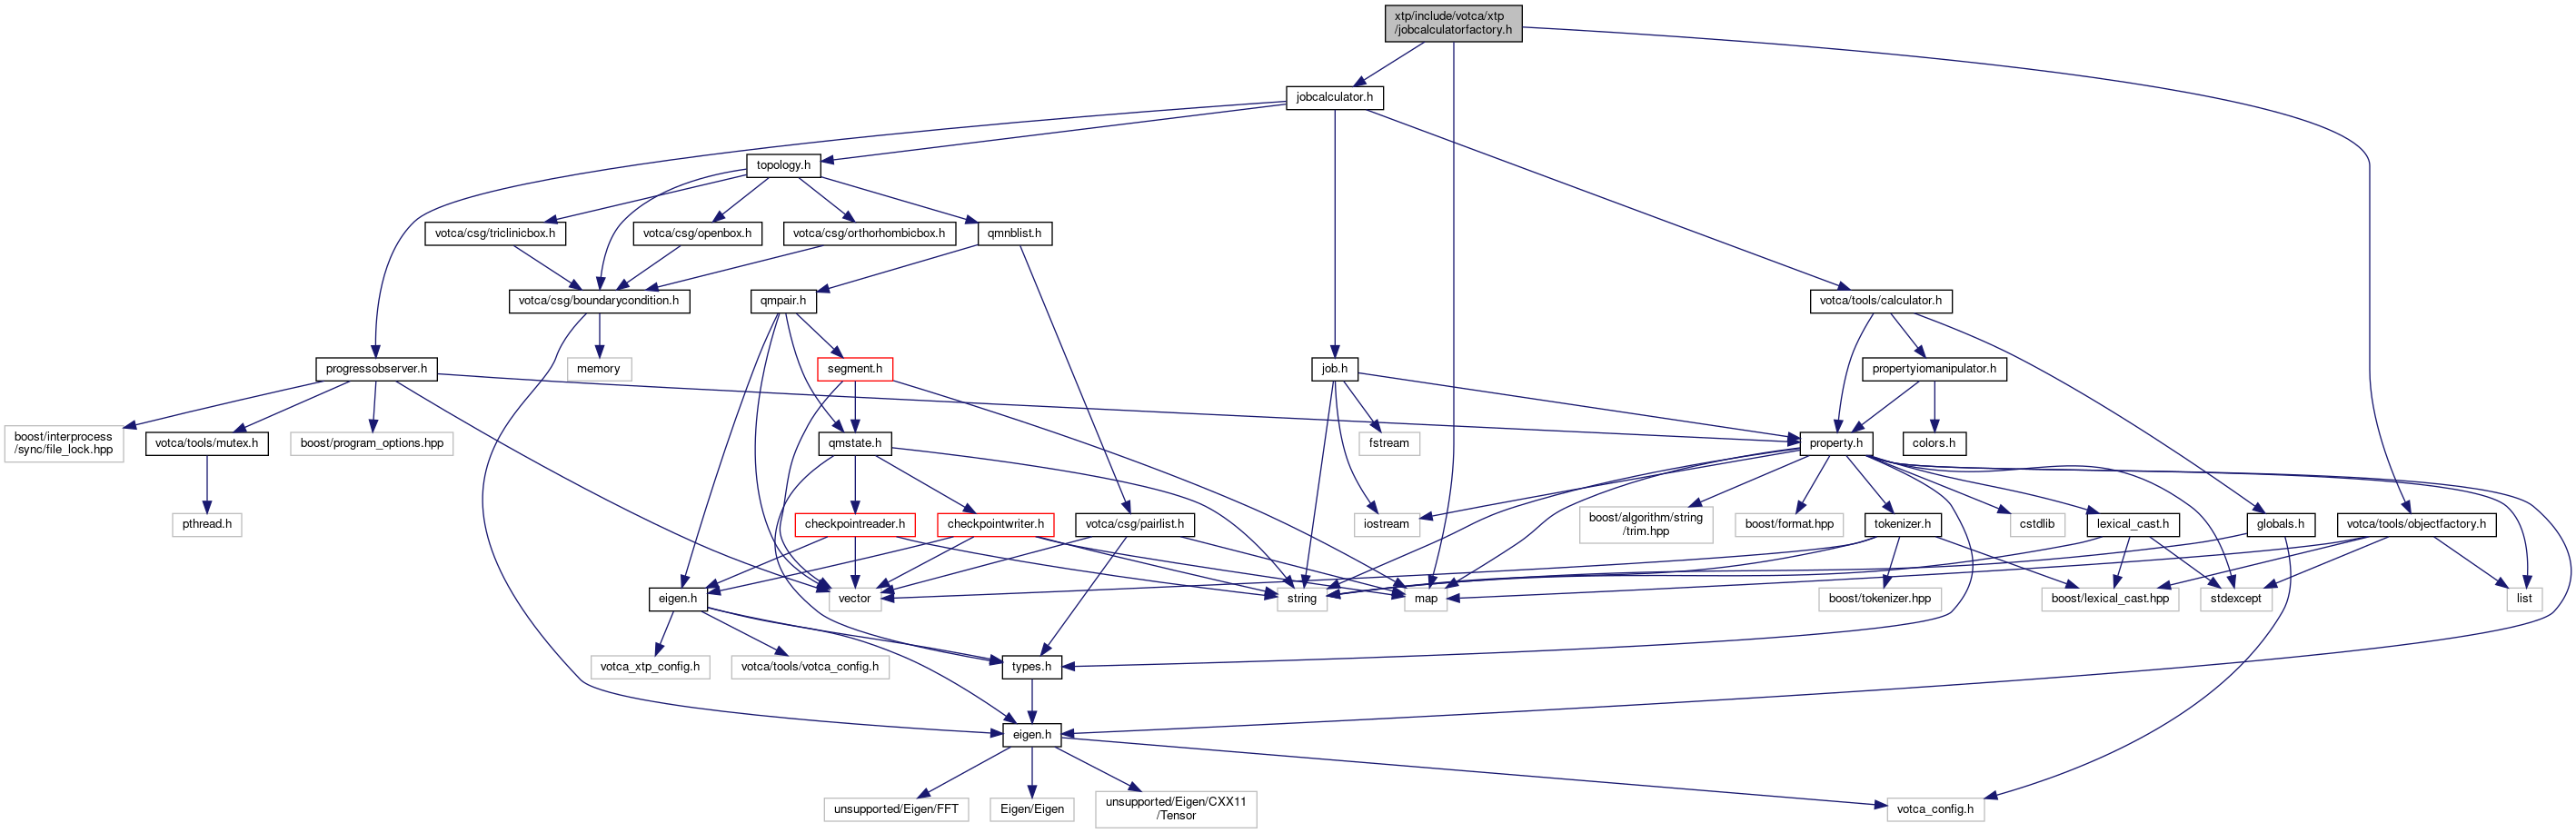 xtp/include/votca/xtp
/jobcalculatorfactory.h
jobcalculator.h
topology.h
votca/csg/triclinicbox.h
votca/csg/openbox.h
votca/csg/orthorhombicbox.h
qmnblist.h
votca/csg/boundarycondition.h
qmpair.h
votca/tools/calculator.h
progressobserver.h
memory
segment.h
job.h
propertyiomanipulator.h
boost/interprocess
/sync/file_lock.hpp
votca/tools/mutex.h
boost/program_options.hpp
qmstate.h
fstream
property.h
colors.h
pthread.h
checkpointreader.h
checkpointwriter.h
votca/csg/pairlist.h
iostream
boost/algorithm/string
/trim.hpp
boost/format.hpp
tokenizer.h
cstdlib
lexical_cast.h
globals.h
votca/tools/objectfactory.h
eigen.h
vector
string
map
boost/tokenizer.hpp
boost/lexical_cast.hpp
stdexcept
list
votca_xtp_config.h
votca/tools/votca_config.h
types.h
eigen.h
unsupported/Eigen/FFT
Eigen/Eigen
unsupported/Eigen/CXX11
/Tensor
votca_config.h